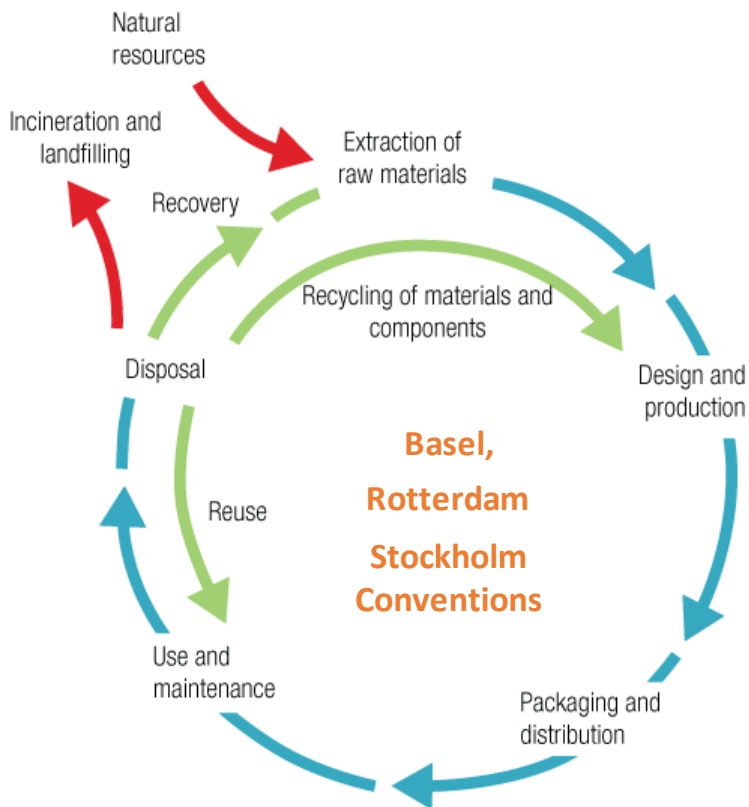 Natural
resources
Incineration and
landfilling
Extraction of
raw materials
Recovery
Recycling of materials and
components
Disposal
Design and
production
Basel,
Rotterdam
Stockholm
Conventions
Reuse
Use and
maintenance
Packaging and
distribution